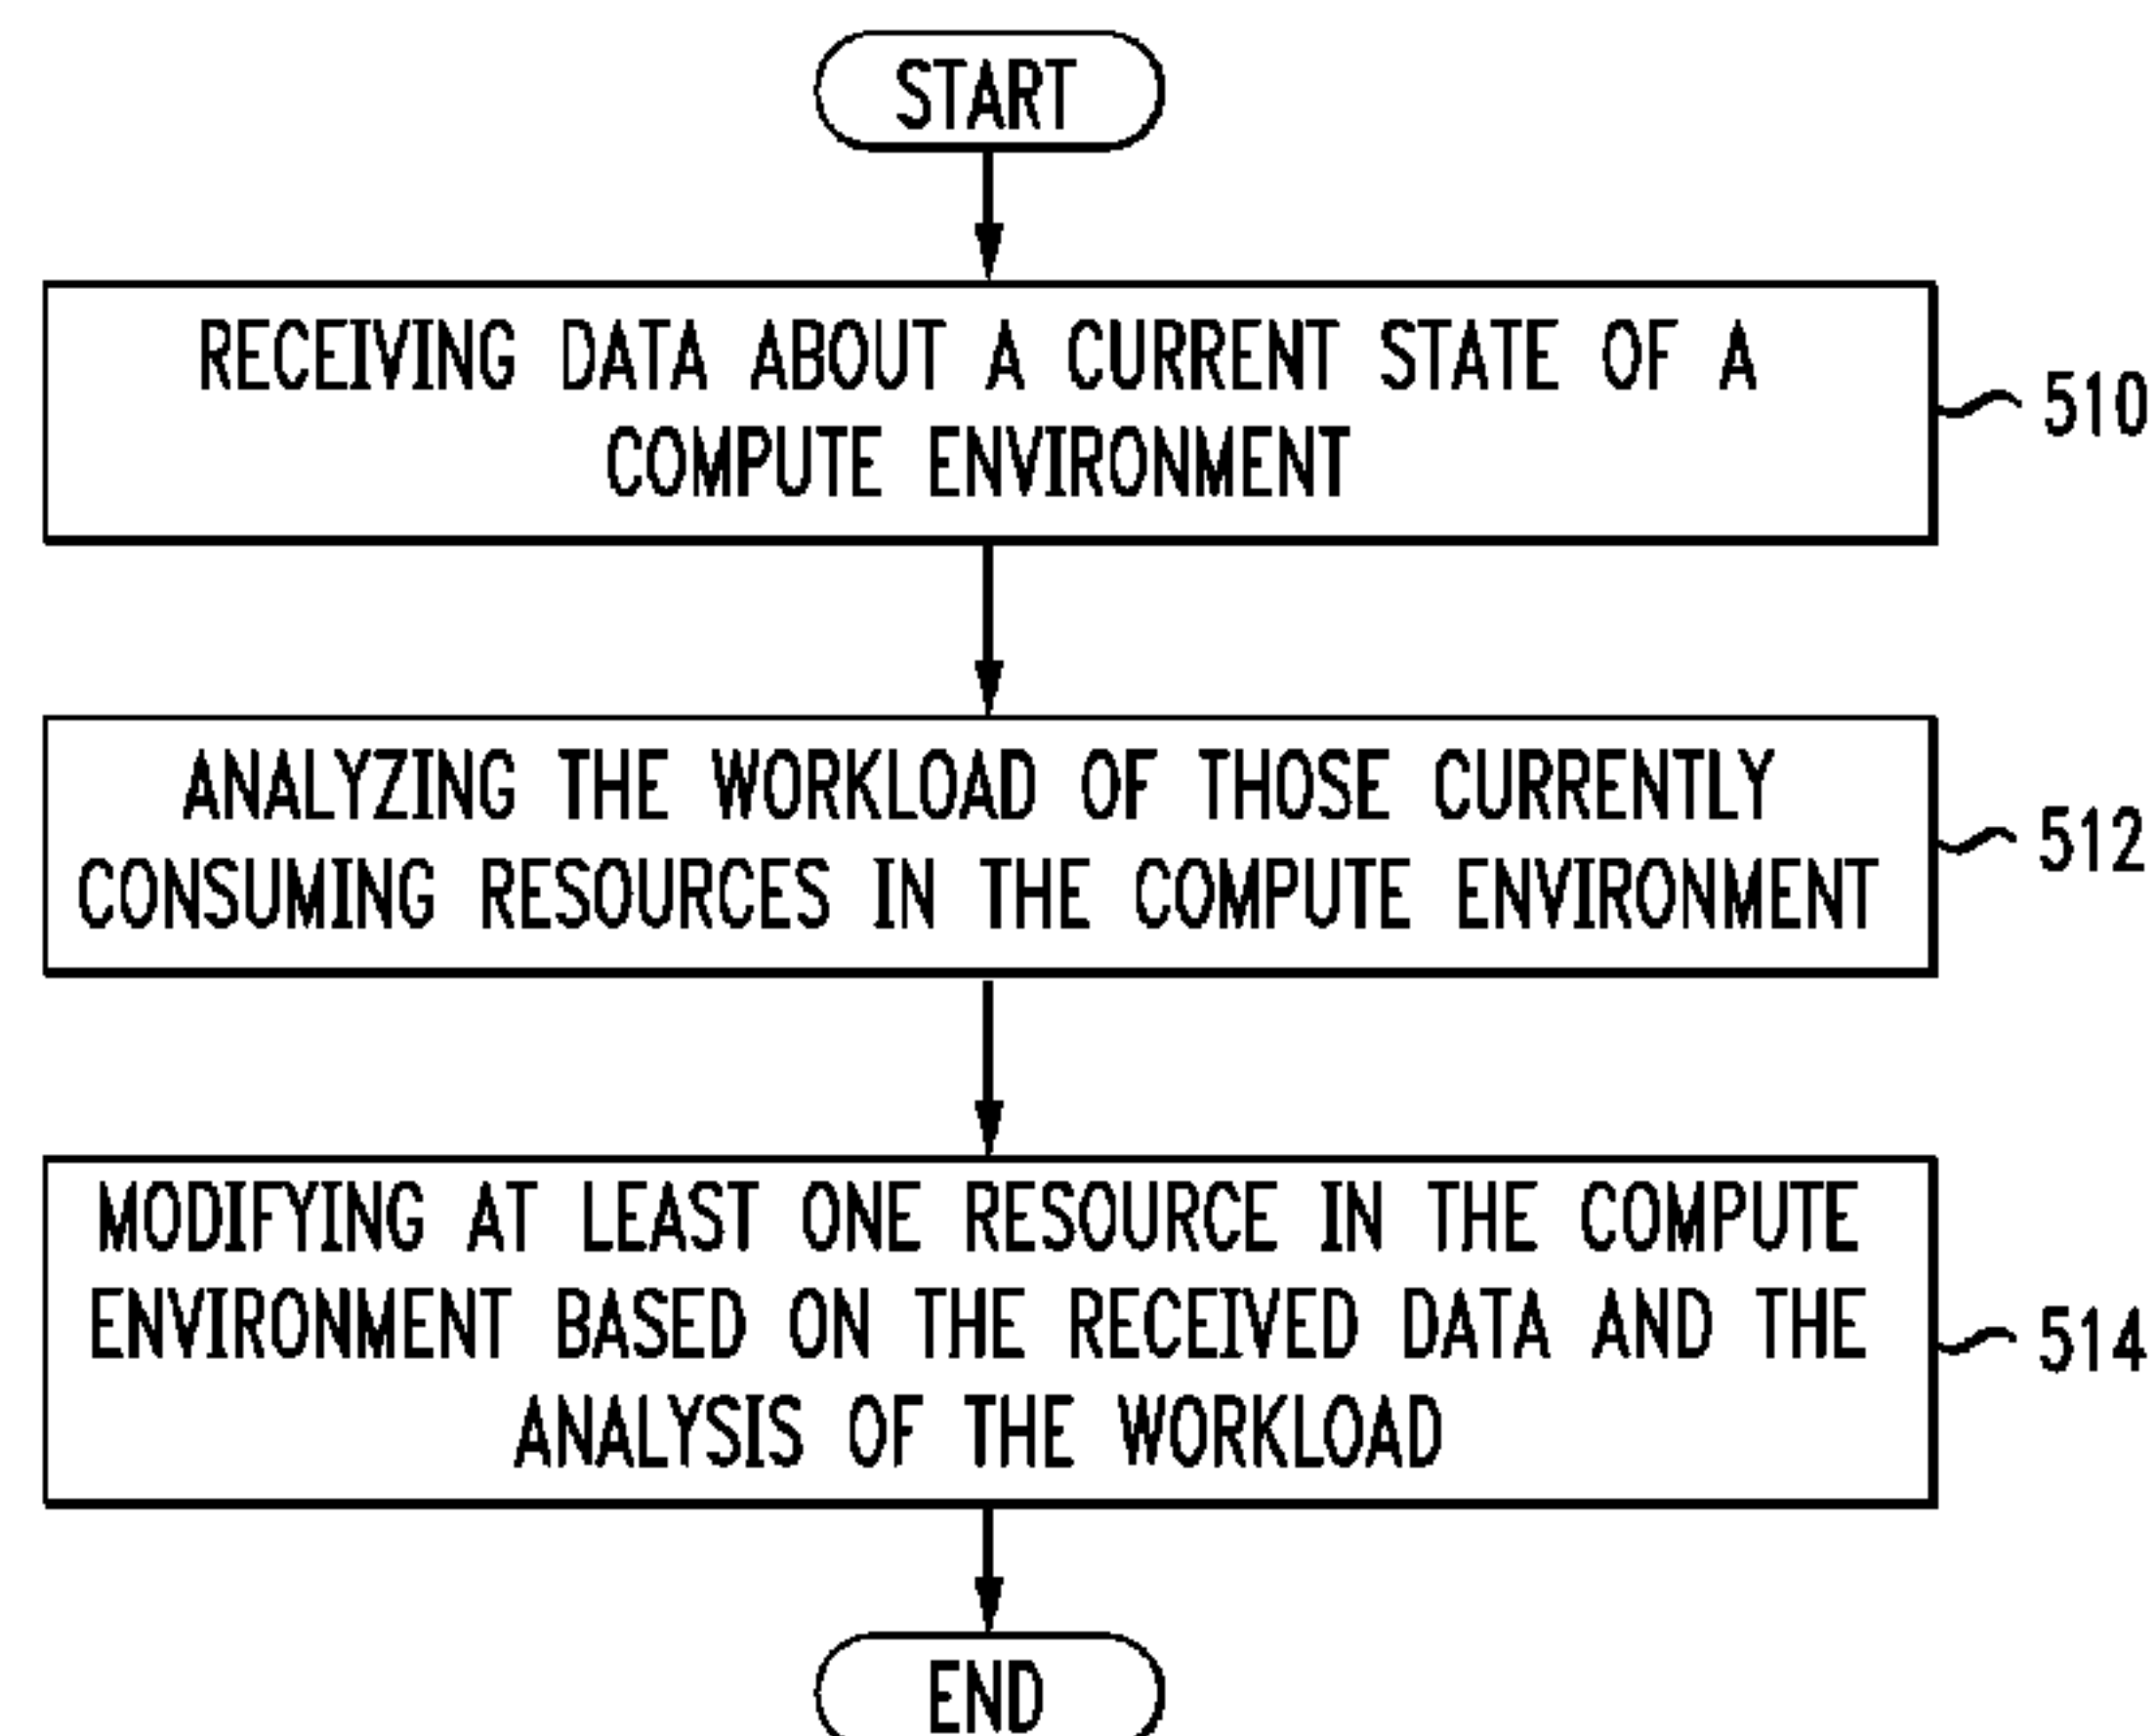 START
RECEIVING DATA ABOUT A CURRENT STATE OF A
COMPUTE ENVIRONMENT
510
ANALYZING THE WORKLOAD OF THOSE CURRENTLY
CONSUMING RESOURCES IN THE COMPUTE ENVIRONMENT
512
MODIFYING AT LEAST ONE RESOURCE IN THE COMPUTE
ENVIRONMENT BASED ON THE RECEIVED DATA AND THE
ANALYSIS OF THE WORKLOAD
514
END